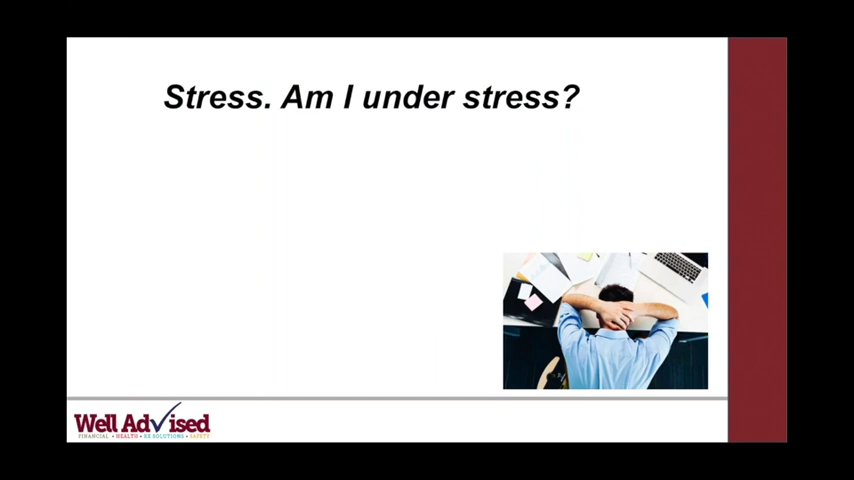 Stress. Am I under stress?
Well Advised
FINANCIAL • HEALTH • HR SOLUTIONS • SAFETY